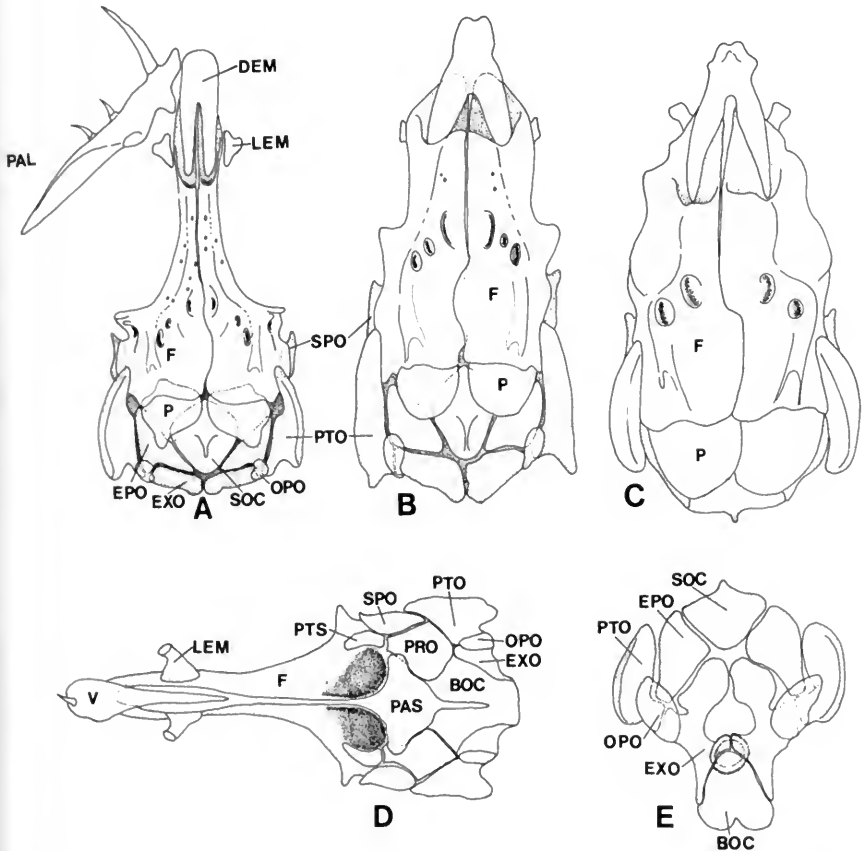 DEM
LEM
PAL
F
SPO
F
F
P
P
P
PTO
EPO
EXO
SOC
OPO
A
B
C
PTO
SPO
PTS
LEM
PRO
OPO
EXO
F
BOC
V
PAS
D
SOC
EPO
PTO
OPO
EXO
E
BOC